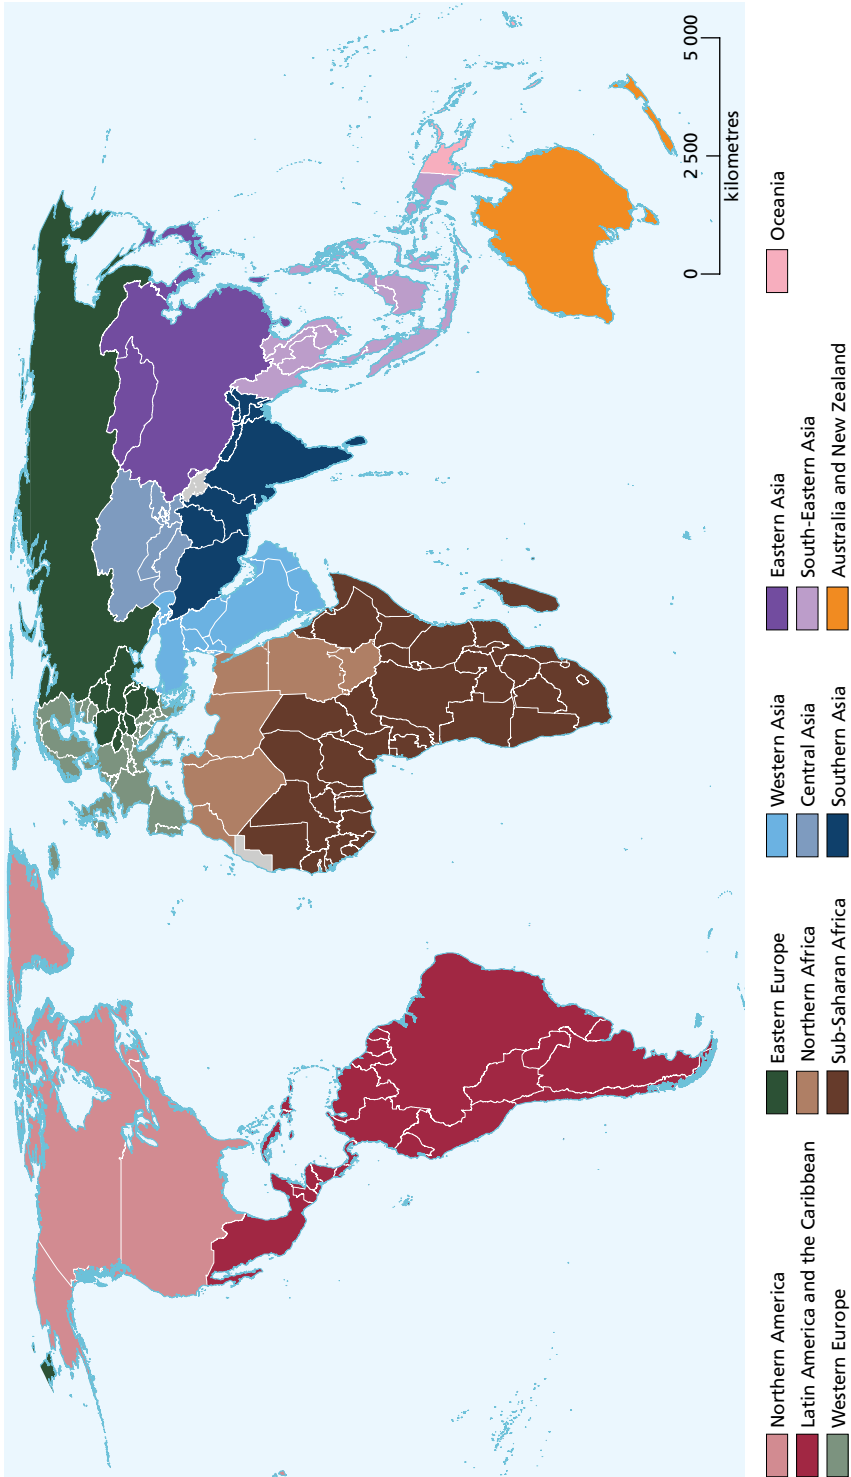 0 2 500 5 000
kilometres
Northern America
Latin America and the Caribbean
Western Europe
Eastern Europe
Northern Africa
Sub-Saharan Africa
Western Asia
Central Asia
Southern Asia
Eastern Asia
South-Eastern Asia
Australia and New Zealand
Oceania